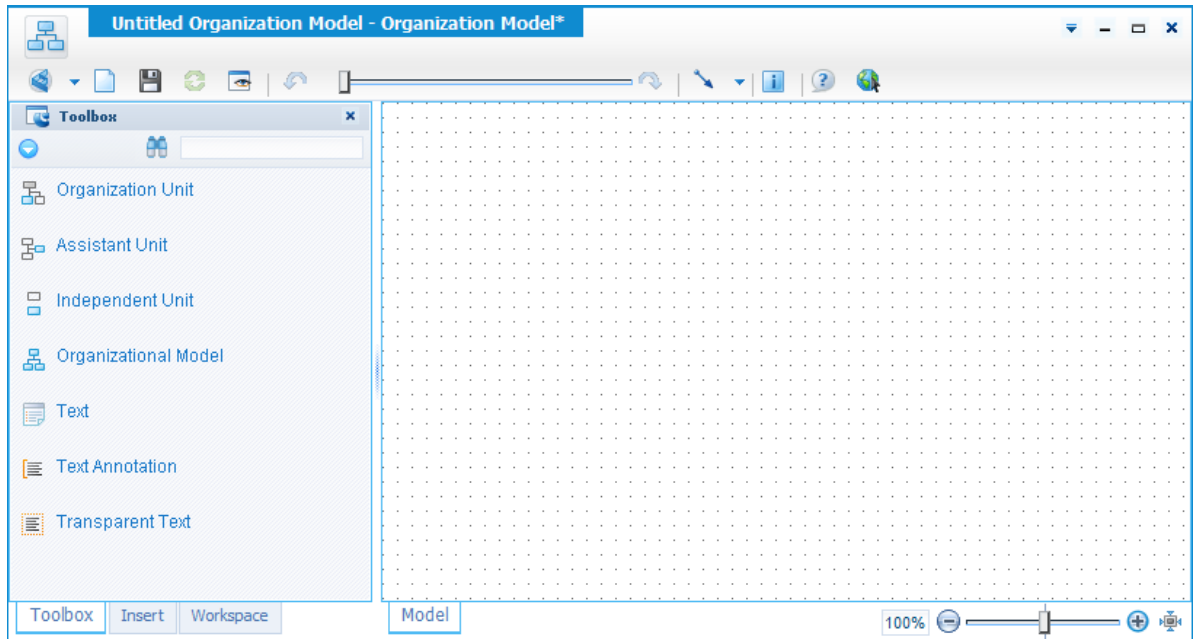 Untitled Organization Model - Organization Model*
Toolbox
Organization Unit
Assistant Unit
Independent Unit
Organizational Model
Text
Text Annotation
Transparent Text
Toolbox Insert Workspace
Model
100%